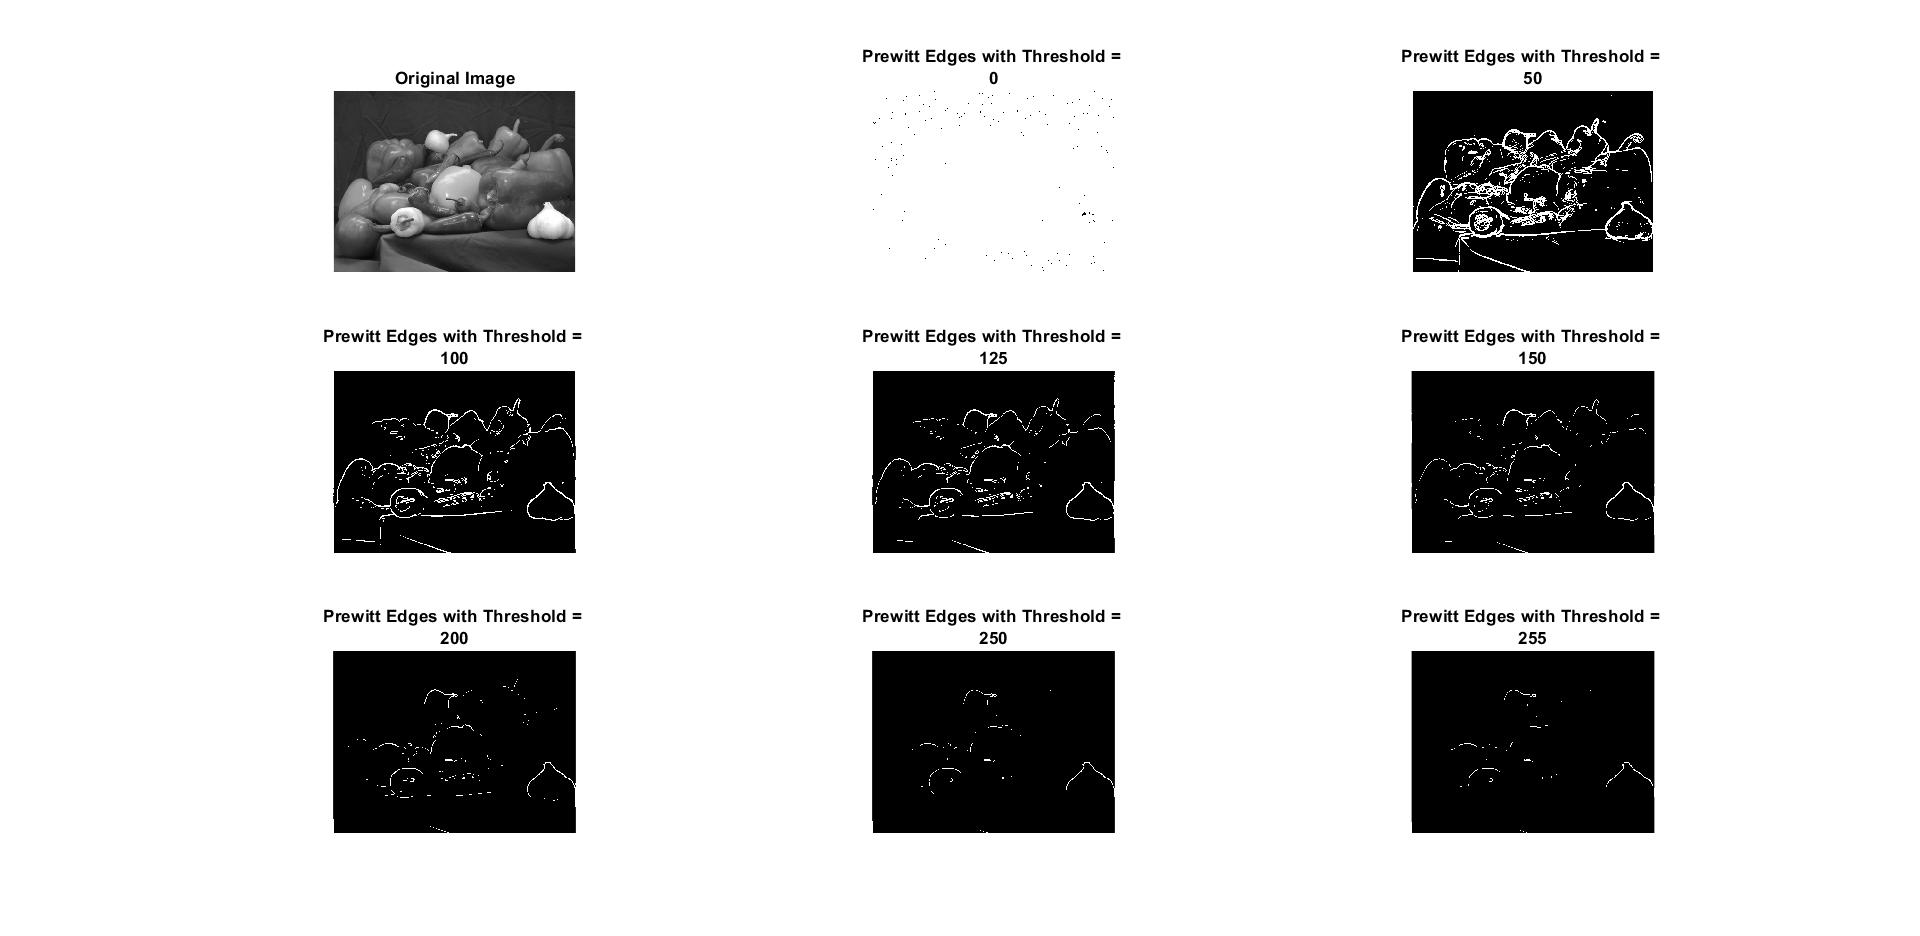 Original Image
Prewitt Edges with Threshold =
0
Prewitt Edges with Threshold =
50
Prewitt Edges with Threshold =
100
Prewitt Edges with Threshold =
125
Prewitt Edges with Threshold =
150
Prewitt Edges with Threshold =
200
Prewitt Edges with Threshold =
250
Prewitt Edges with Threshold =
255